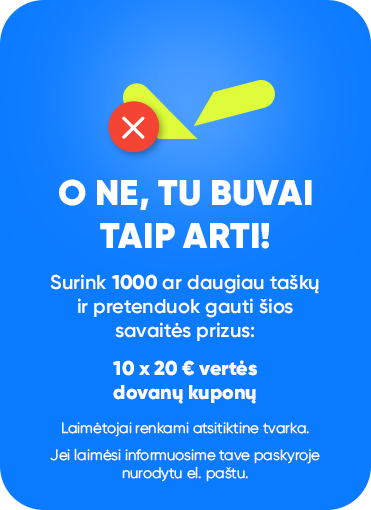 O NE, TU BUVAI
TAIP ARTI!
Surink 1000 ar daugiau taškų
ir pretenduok gauti šios
savaitės prizus:
10 x 20 € vertės
dovanų kuponų
Laimėtojai renkami atsitiktine tvarka.
Jei laimėsi informuosime tave paskyroje
nurodytu el. paštu.